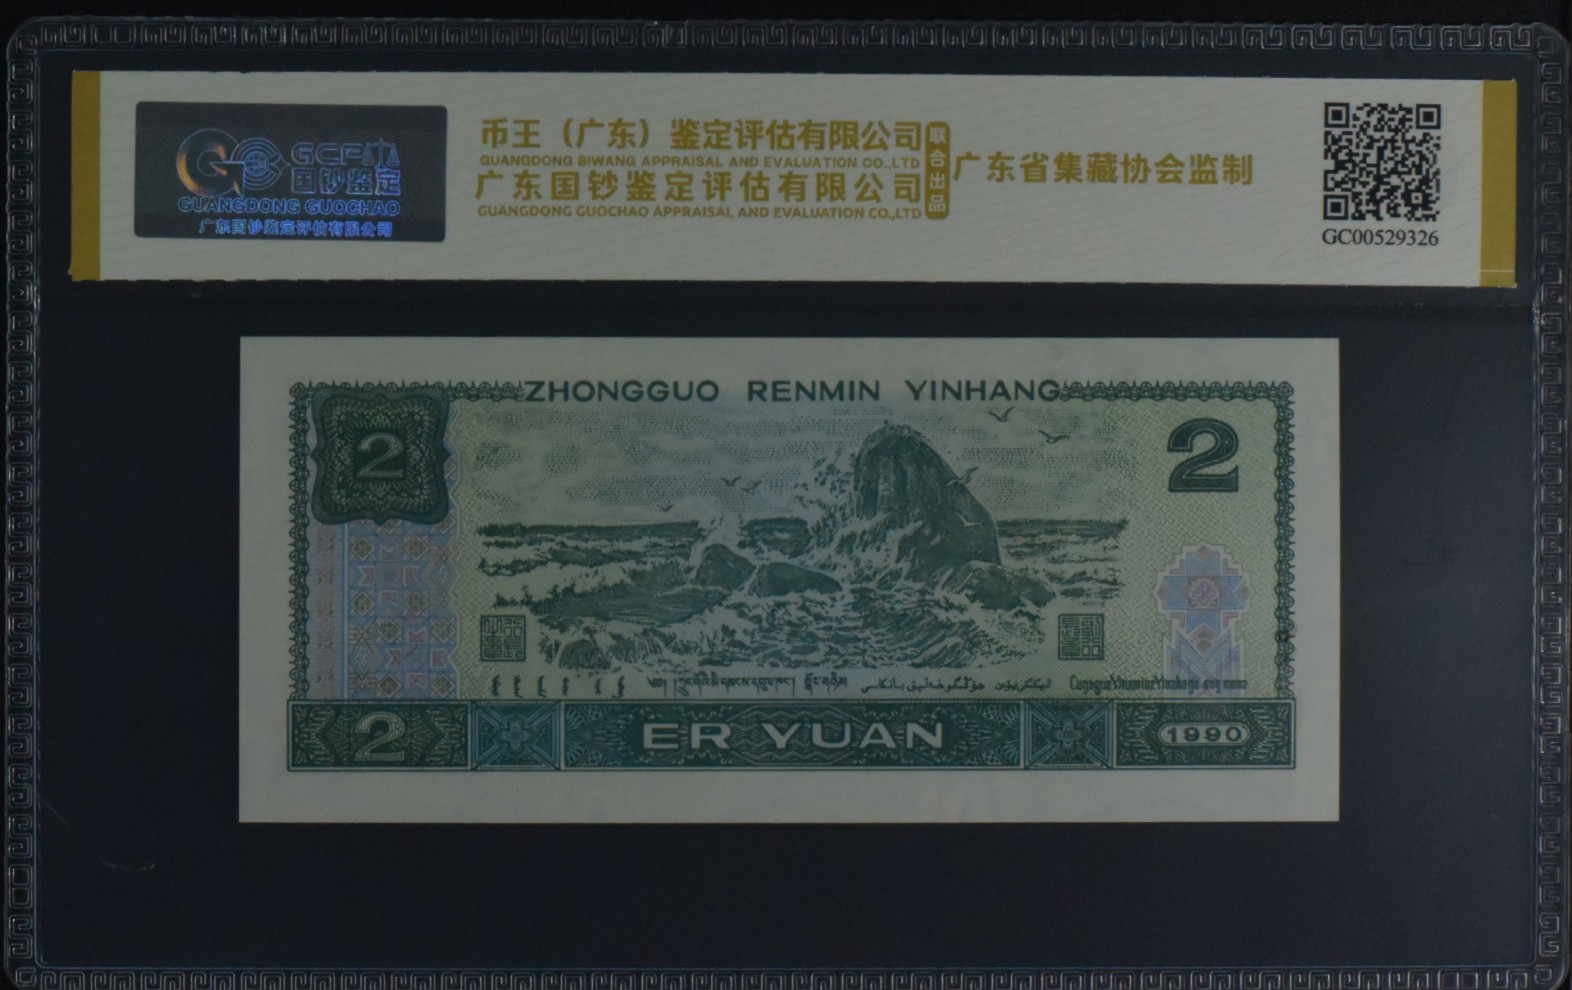 GCF
国钞鉴定
GUANGDONG GUOCHAO
广东国钞鉴定评估有限公司
币王（广东）鉴定评估有限公司
GUANGDONG BIWANG APPRAISAL AND EVALUATION CO.,LTD
广东国钞鉴定评估有限公司
GUANGDONG GUOCHAO APPRAISAL AND EVALUATION CO.,LTD
联合出品
广东省集藏协会监制
GC00529326
ZHONGGUO RENMIN YINHANG
2
2
2
ER YUAN
1990